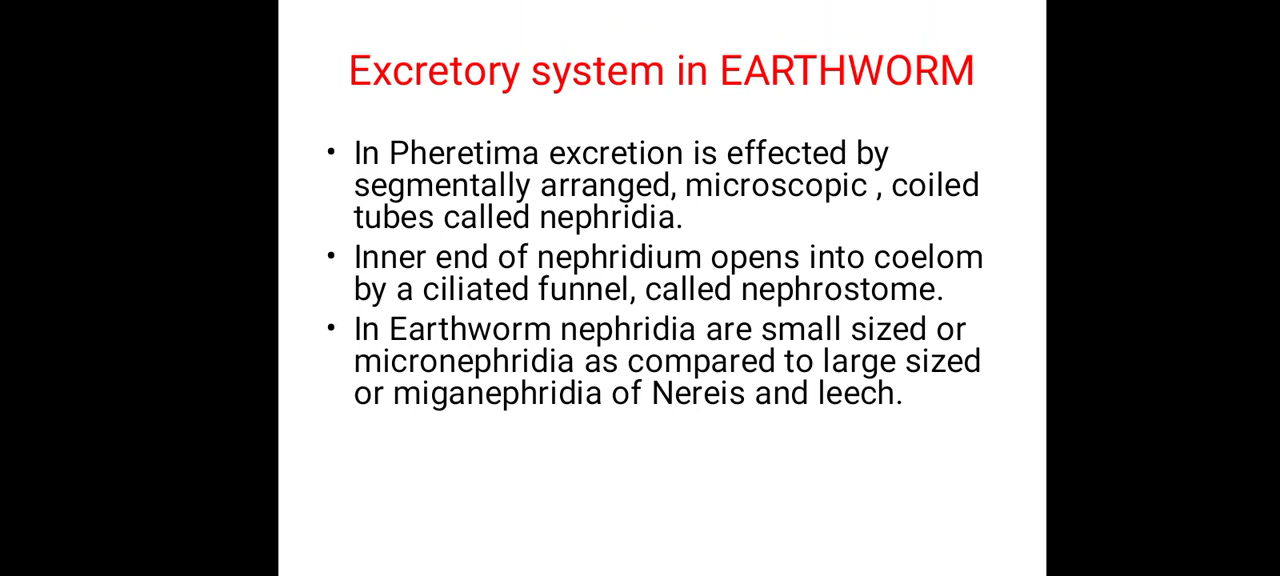 Excretory system in EARTHWORM
• In Pheretima excretion is effected by
segmentally arranged, microscopic , coiled
tubes called nephridia.
• Inner end of nephridium opens into coelom
by a ciliated funnel, called nephrostome.
• In Earthworm nephridia are small sized or
micronephridia as compared to large sized
or miganephridia of Nereis and leech.